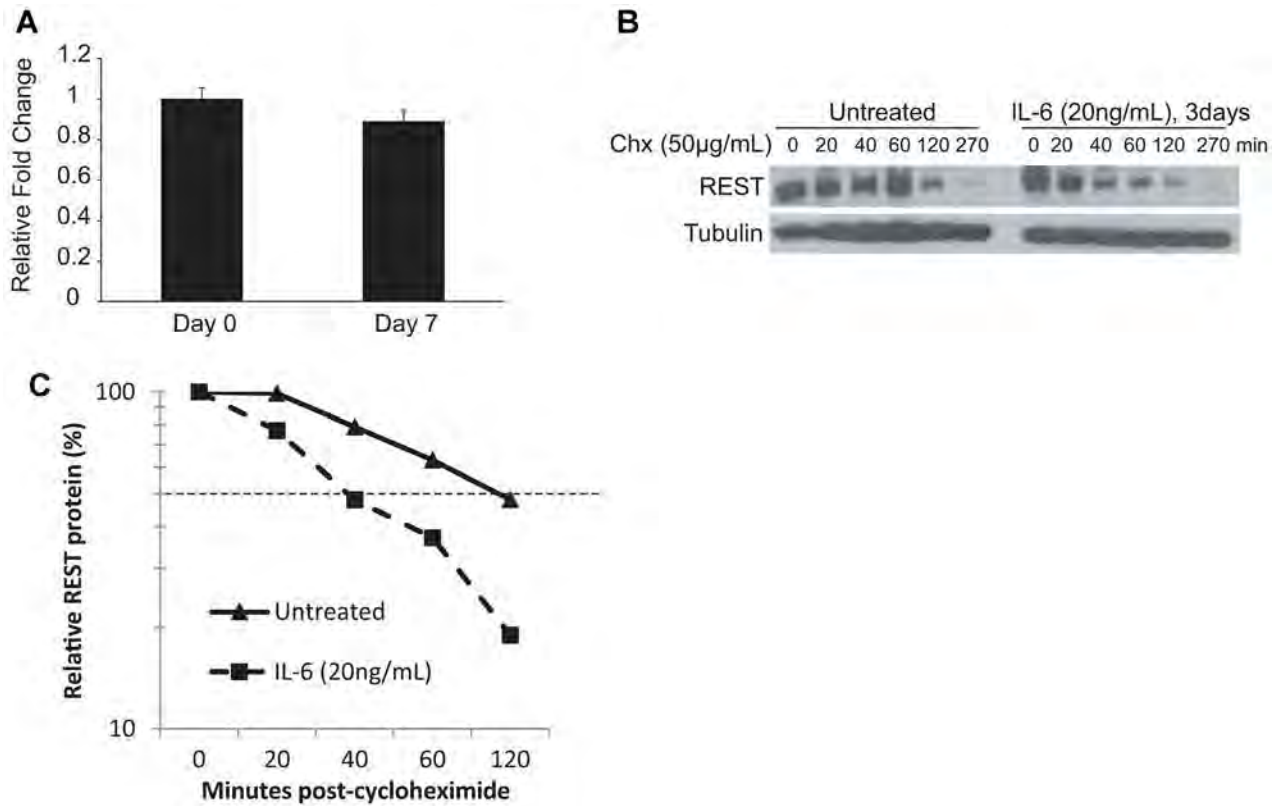 A
1.2
1
0.8
0.6
0.4
0.2
0
Relative Fold Change
Day 0 Day 7
B
Untreated IL-6 (20ng/mL), 3days
Chx (50µg/mL) 0 20 40 60 120 270 0 20 40 60 120 270 min
REST
Tubulin
C
100
10
Relative REST protein (%)
Untreated
IL-6 (20ng/mL)
0 20 40 60 120
Minutes post-cycloheximide